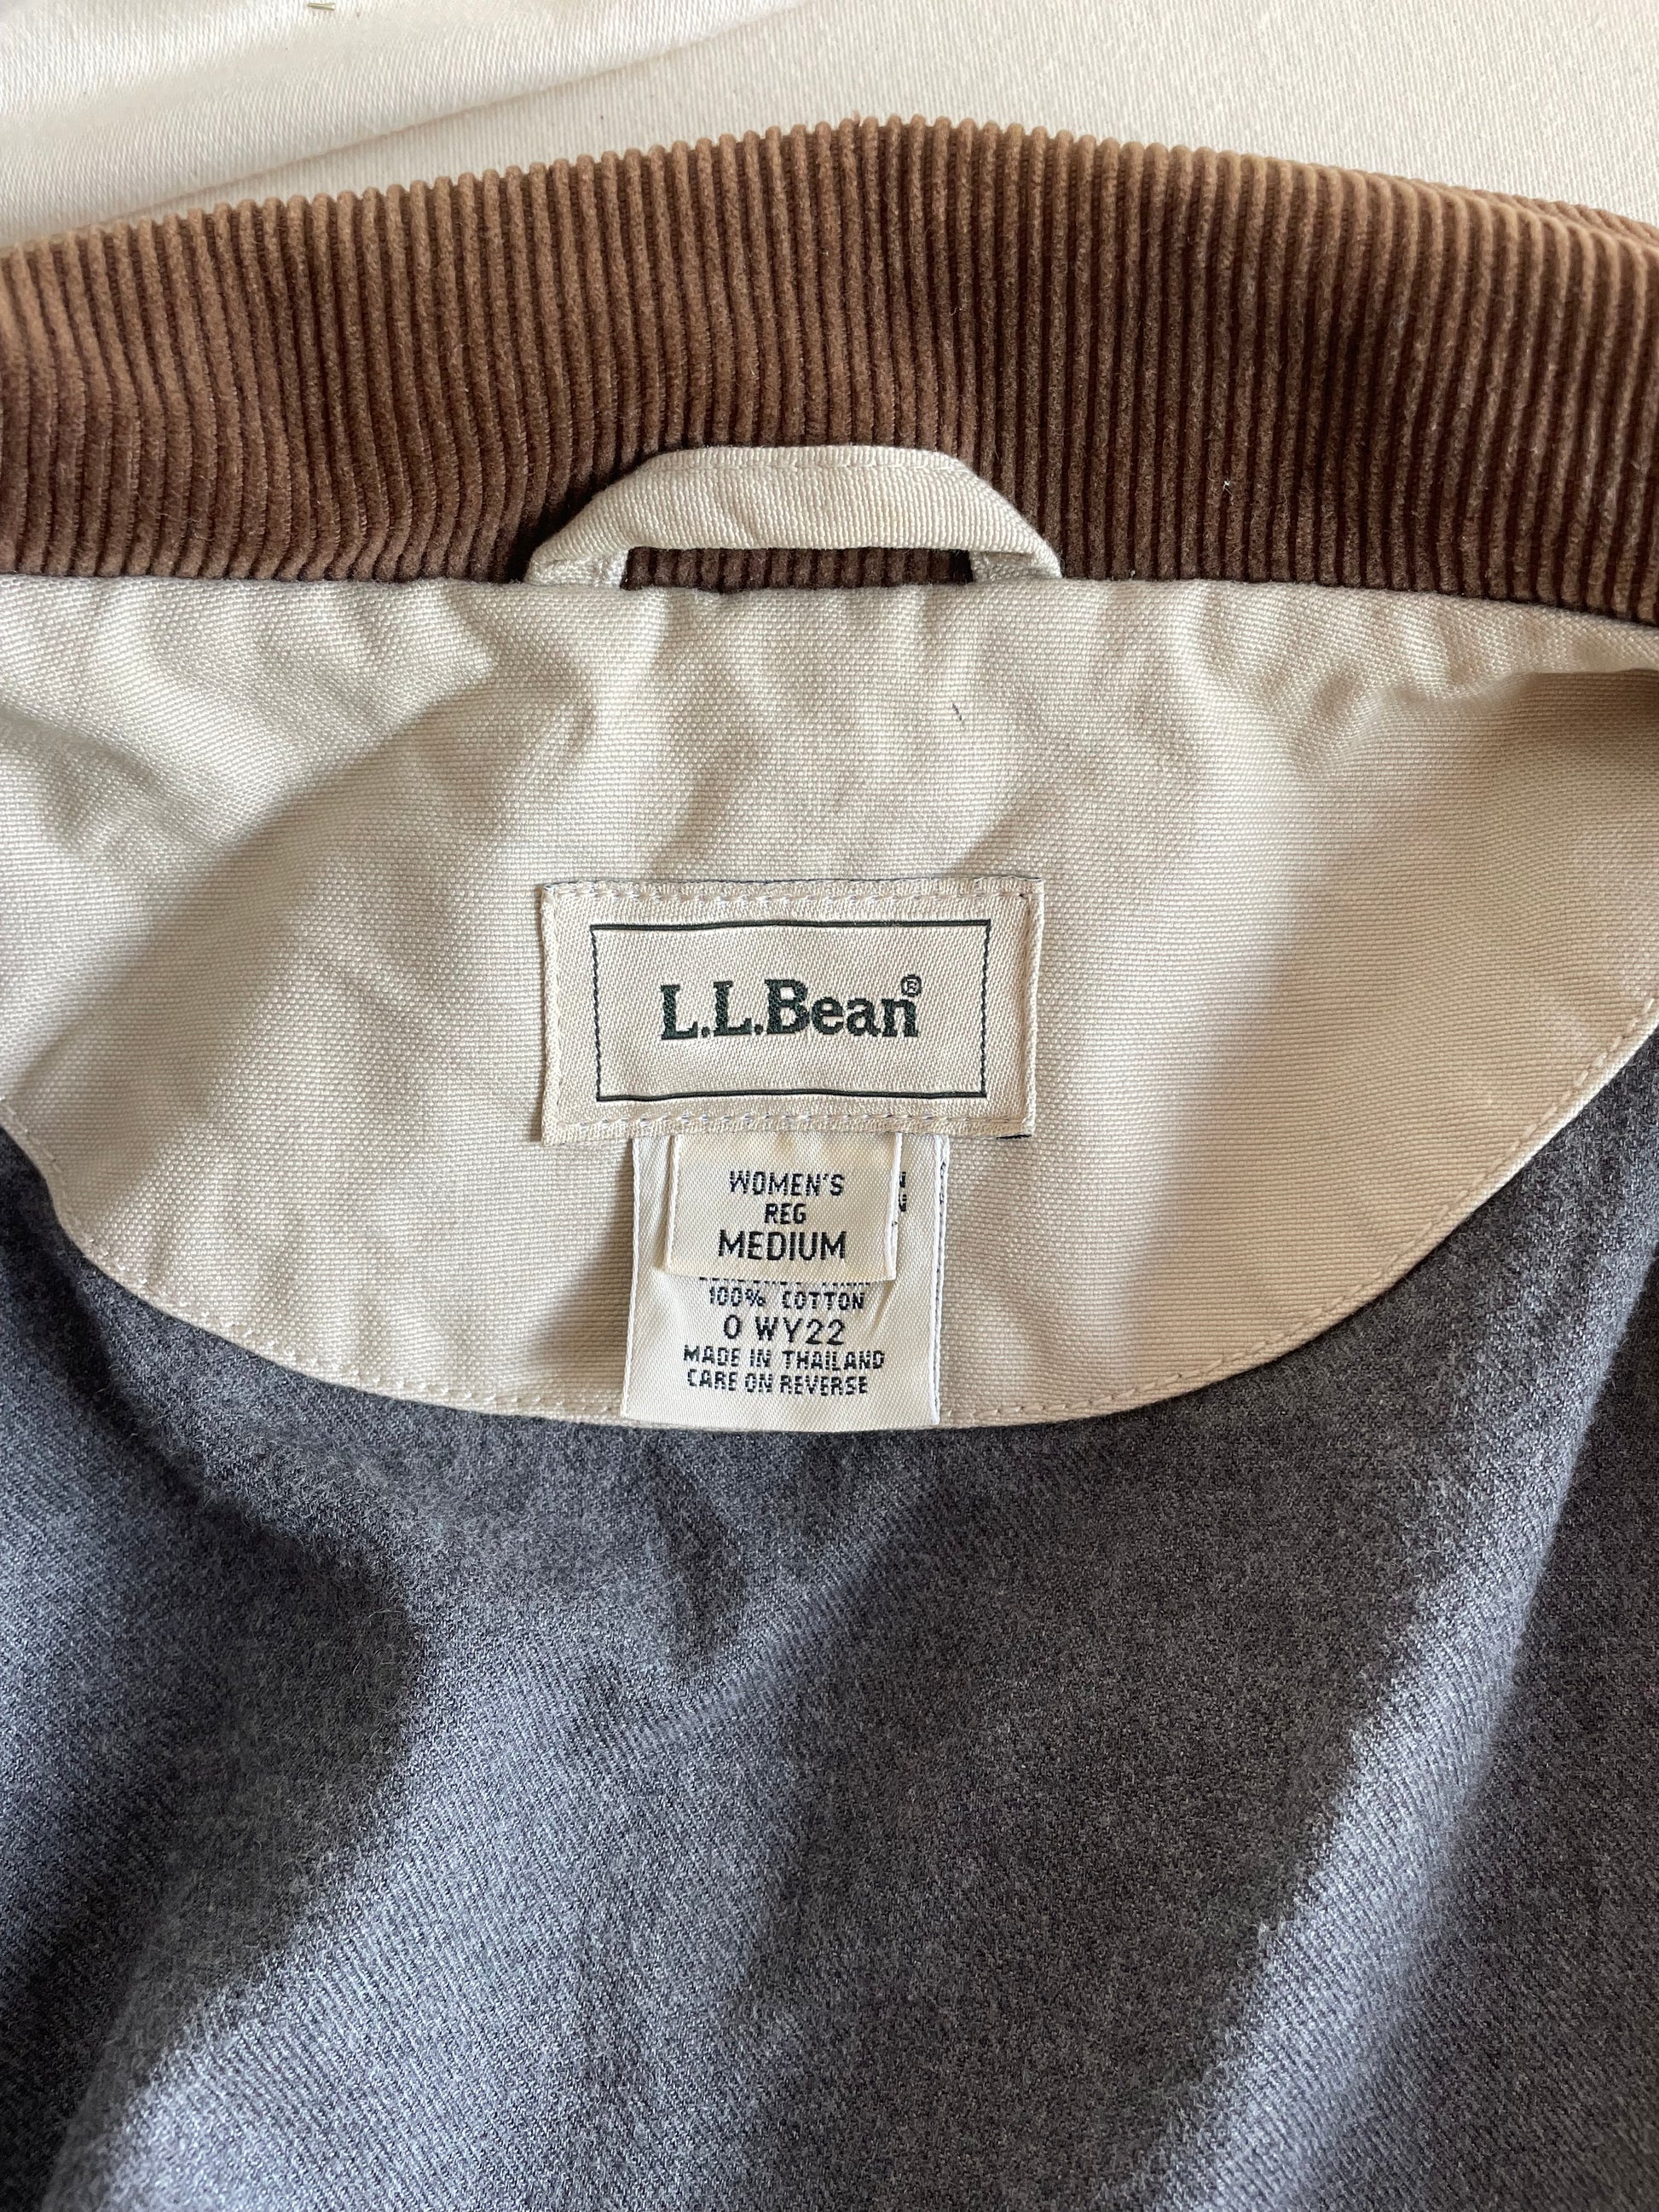 L.L.Bean®
WOMEN'S
REG
MEDIUM
100% COTTON
0 WY22
MADE IN THAILAND
CARE ON REVERSE